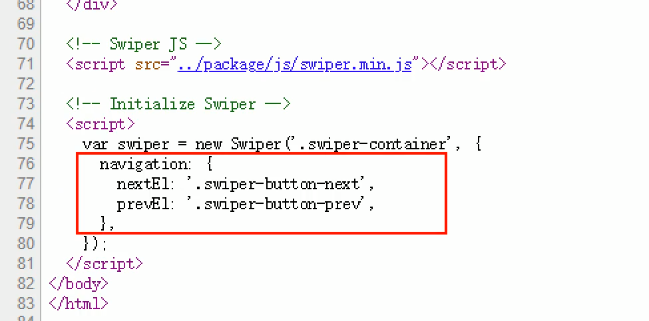 68 </div>
69
70 <!-- Swiper JS -->
71 <script src="../package/js/swiper.min.js"></script>
72
73 <!-- Initialize Swiper -->
74 <script>
75 var swiper = new Swiper('.swiper-container', {
76 navigation: {
77 nextEl: '.swiper-button-next',
78 prevEl: '.swiper-button-prev',
79 },
80 });
81 </script>
82 </body>
83 </html>
84